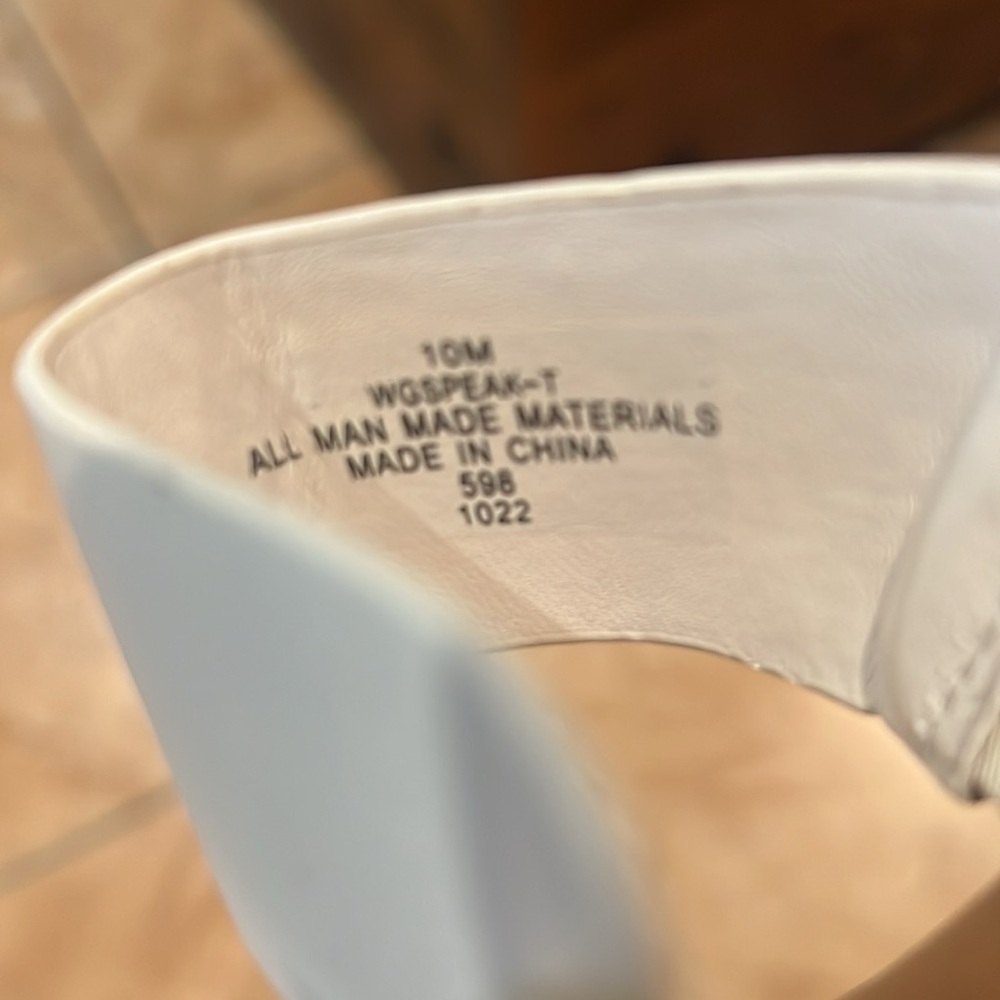 10M
WGSPEAK-T
ALL MAN MADE MATERIALS
MADE IN CHINA
598
1022